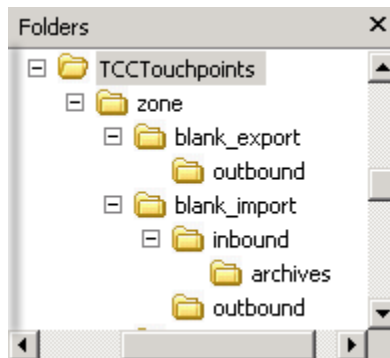 Folders
TCCTouchpoints
zone
blank_export
outbound
blank_import
inbound
archives
outbound